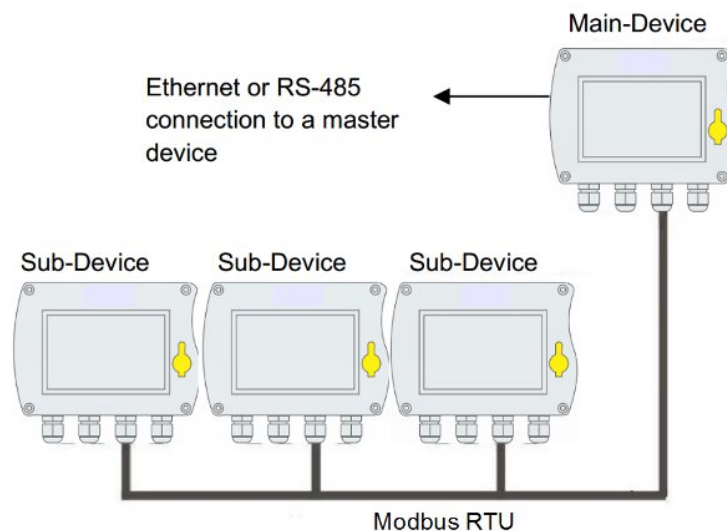 Main-Device
Ethernet or RS-485
connection to a master
device
Sub-Device
Sub-Device
Sub-Device
Modbus RTU